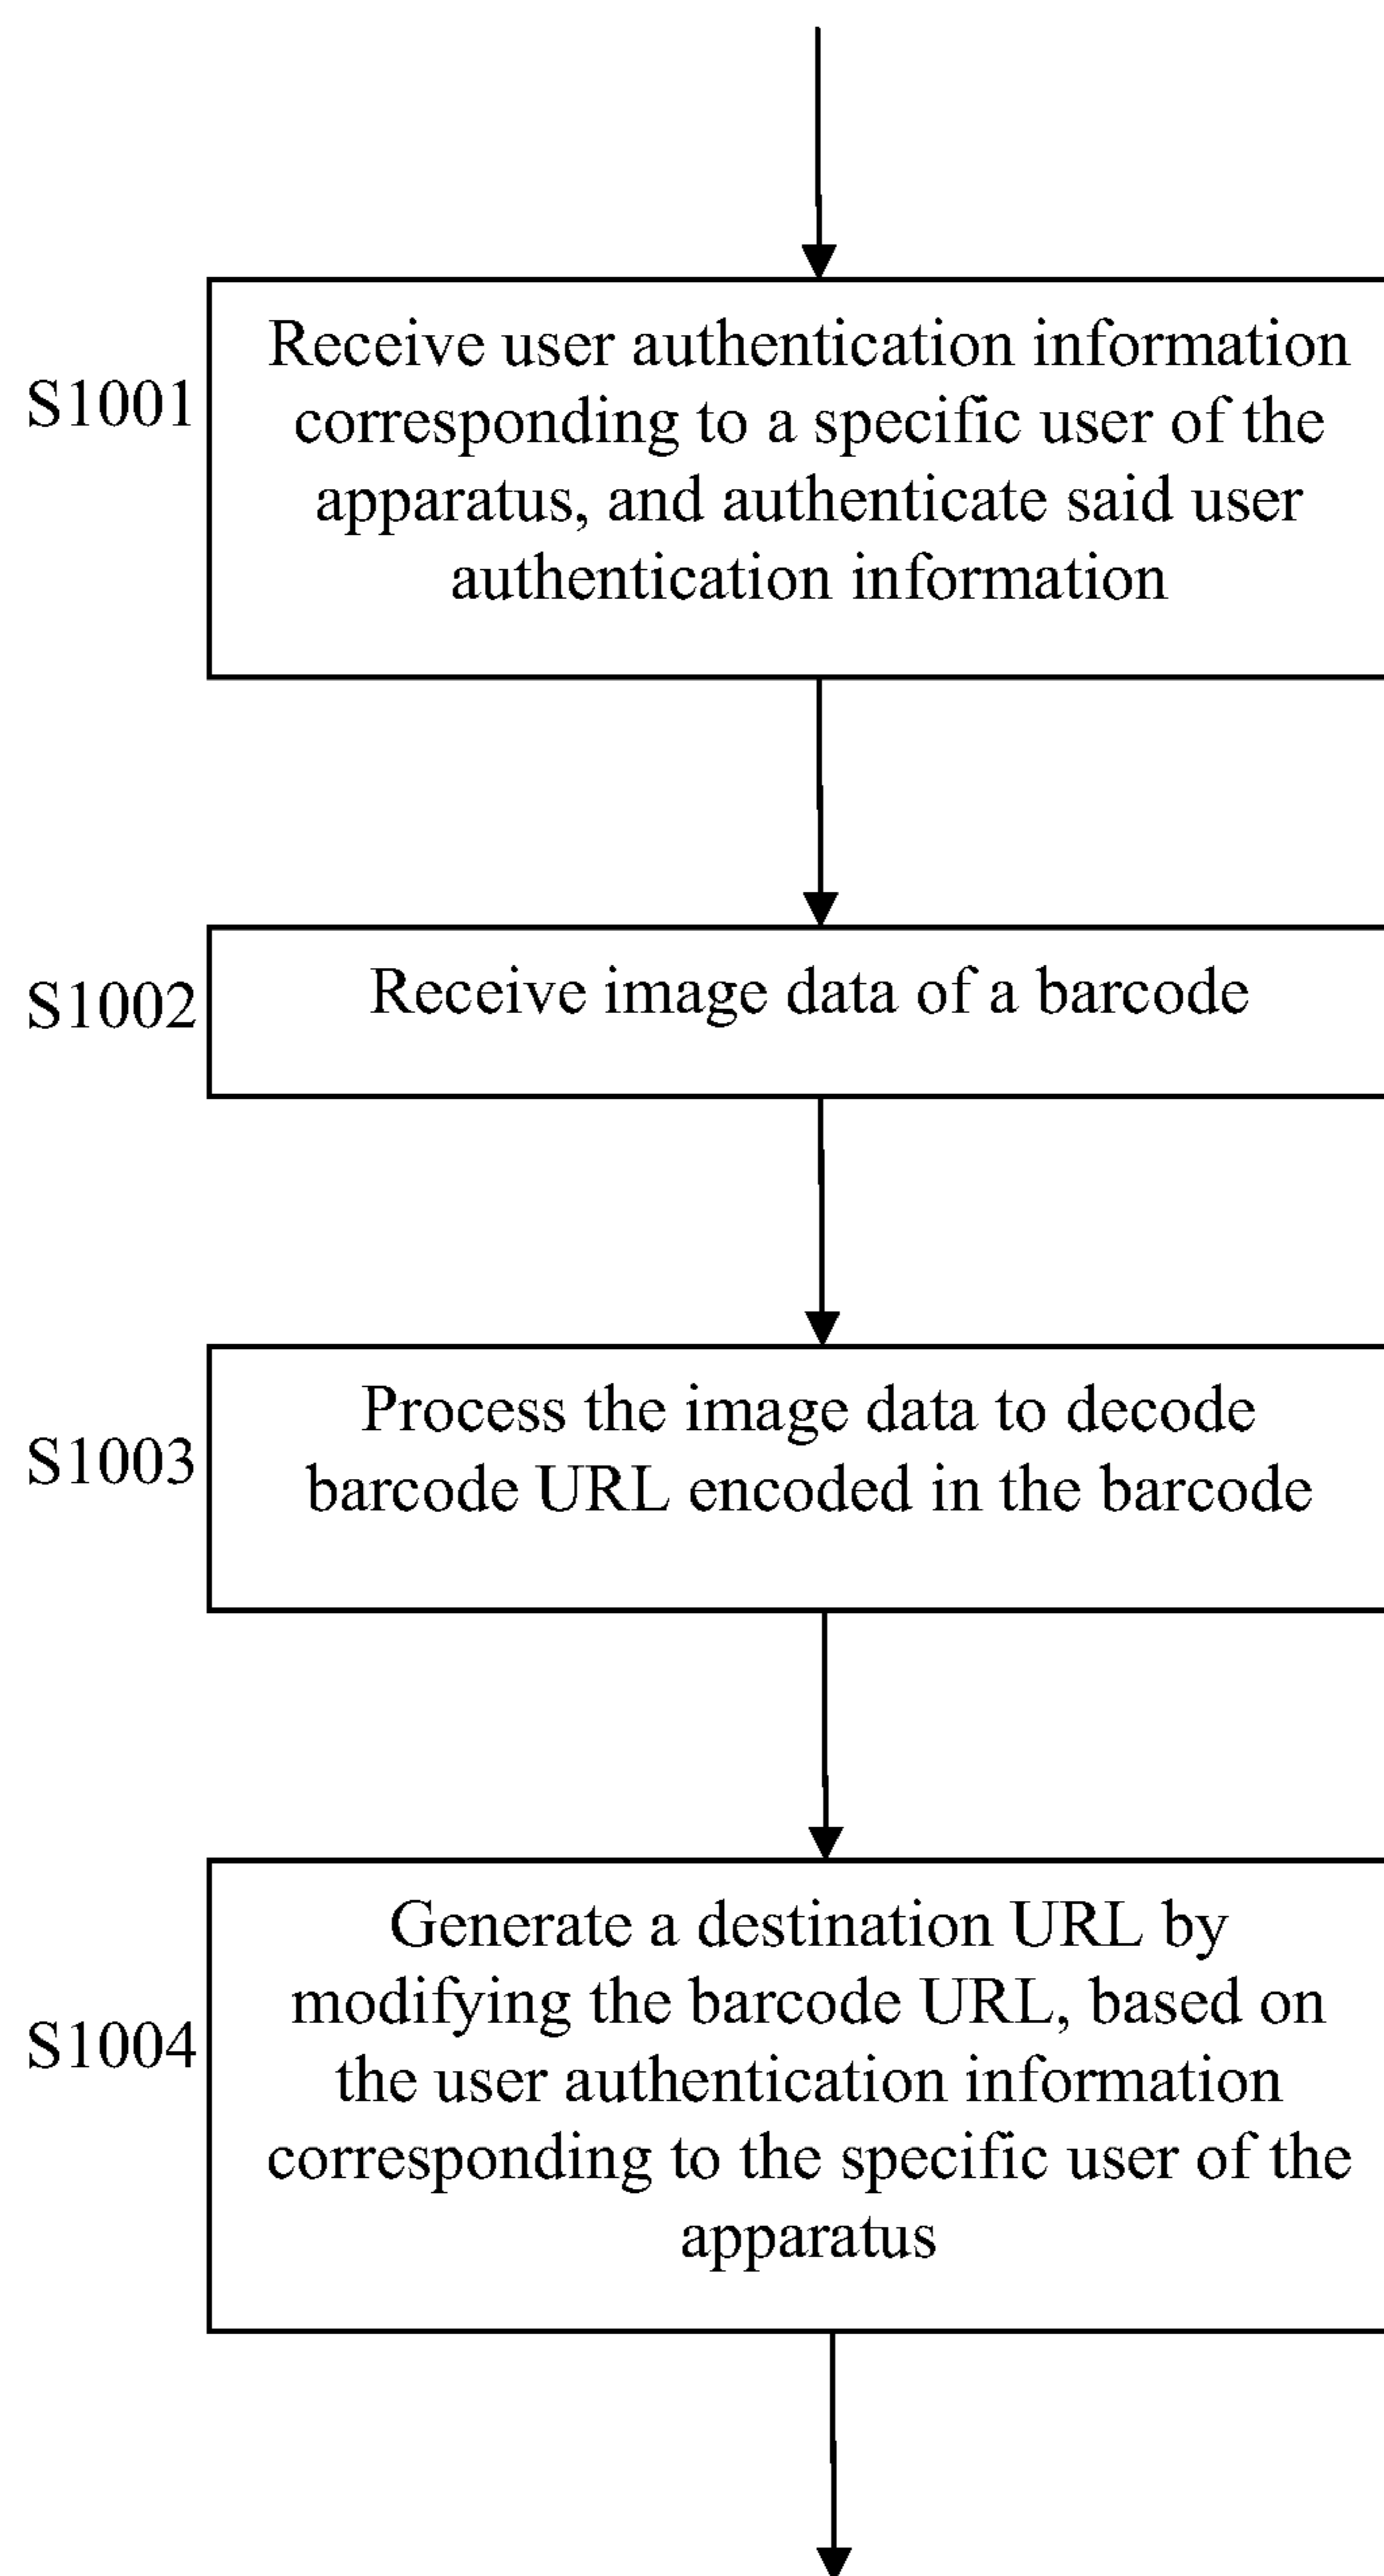 Receive user authentication information
S1001
corresponding to a specific user of the
apparatus, and authenticate said user
authentication information
S1002
Receive image data of a barcode
Process the image data to decode
S1003
barcode URL encoded in the barcode
Generate a destination URL by
modifying the barcode URL, based on
S1004
the user authentication information
corresponding to the specific user of the
apparatus